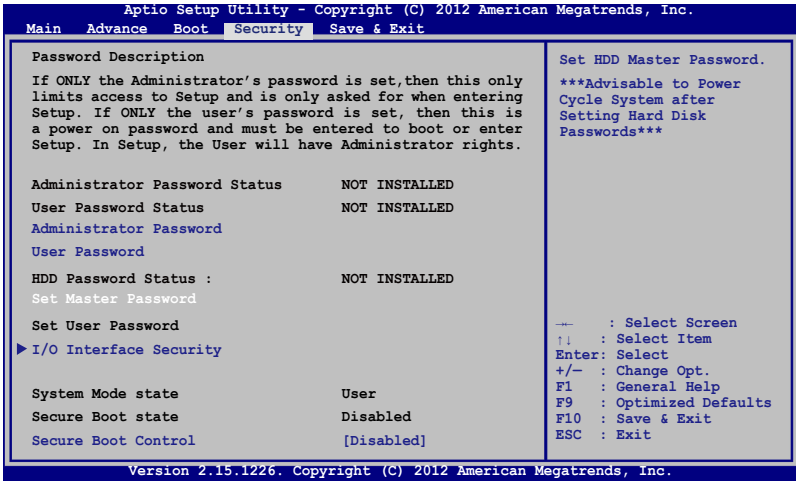 Aptio Setup Utility - Copyright (C) 2012 American Megatrends, Inc.
Main Advance Boot Security Save & Exit
Password Description
If ONLY the Administrator's password is set,then this only
limits access to Setup and is only asked for when entering
Setup. If ONLY the user's password is set, then this is
a power on password and must be entered to boot or enter
Setup. In Setup, the User will have Administrator rights.
Administrator Password Status NOT INSTALLED
User Password Status NOT INSTALLED
Administrator Password
User Password
HDD Password Status : NOT INSTALLED
Set Master Password
Set User Password
I/O Interface Security
System Mode state User
Secure Boot state Disabled
Secure Boot Control [Disabled]
Set HDD Master Password.
***Advisable to Power
Cycle System after
Setting Hard Disk
Passwords***
→← : Select Screen
↑↓ : Select Item
Enter: Select
+/— : Change Opt.
F1 : General Help
F9 : Optimized Defaults
F10 : Save & Exit
ESC : Exit
Version 2.15.1226. Copyright (C) 2012 American Megatrends, Inc.